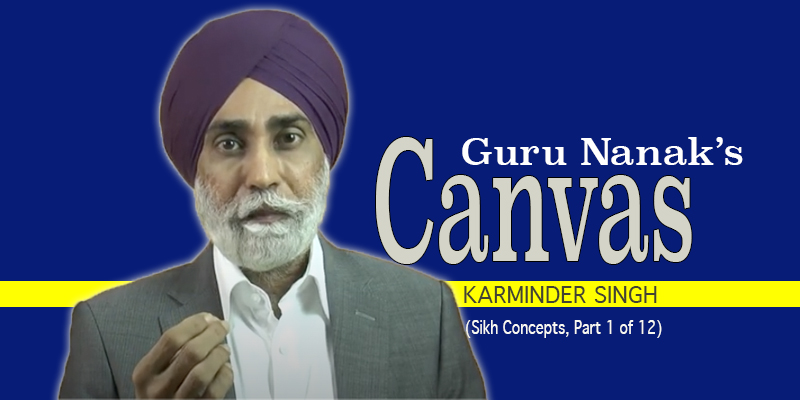 Guru Nanak's
Canvas
KARMINDER SINGH
(Sikh Concepts, Part 1 of 12)